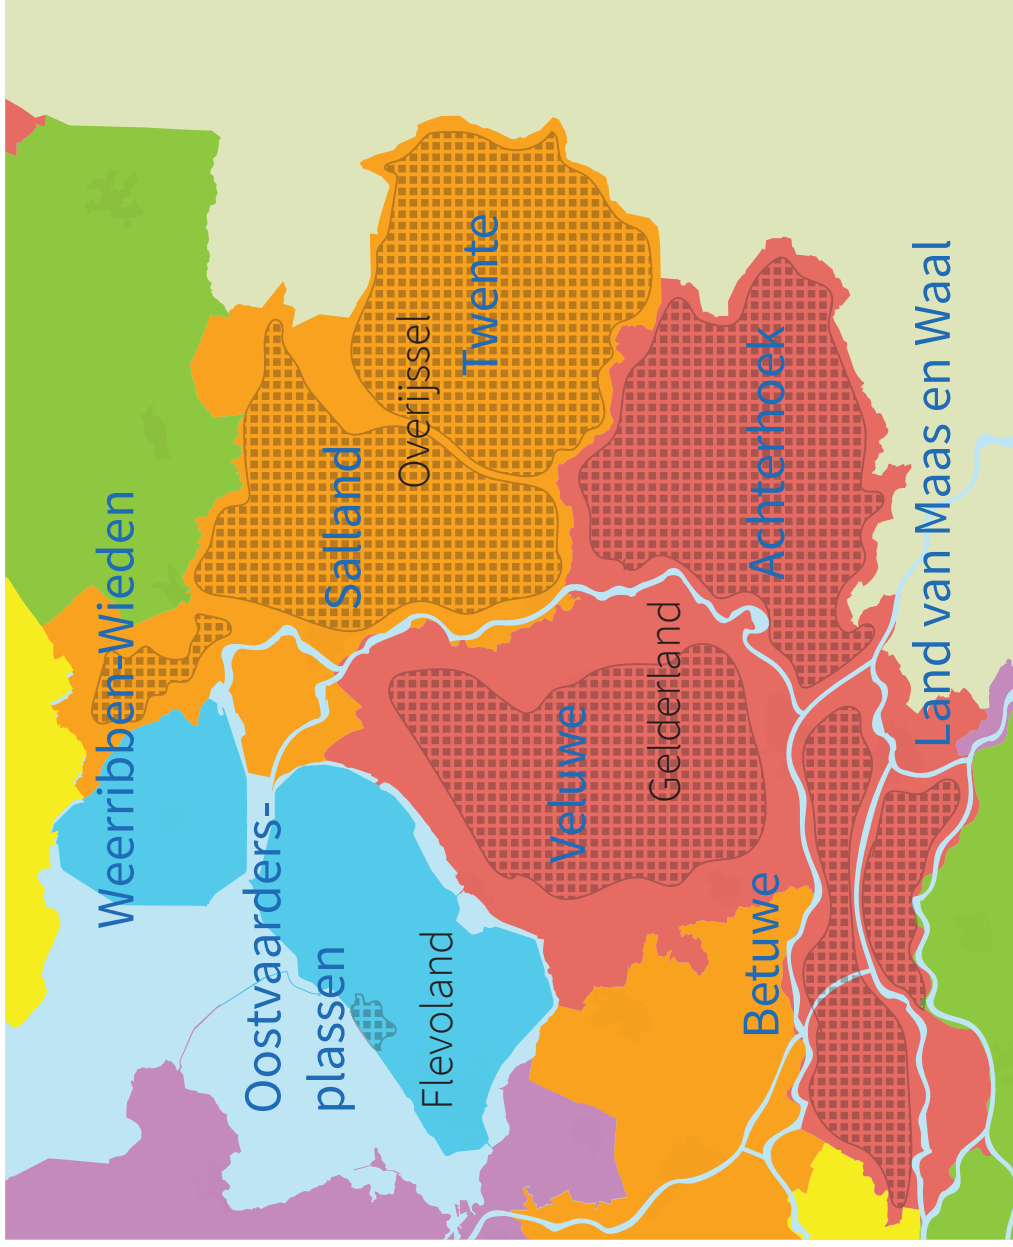 Weerribben-Wieden
Oostvaarders-
plassen
Salland
Overijssel
Flevoland
Twente
Veluwe
Gelderland
Betuwe
Achterhoek
Land van Maas en Waal